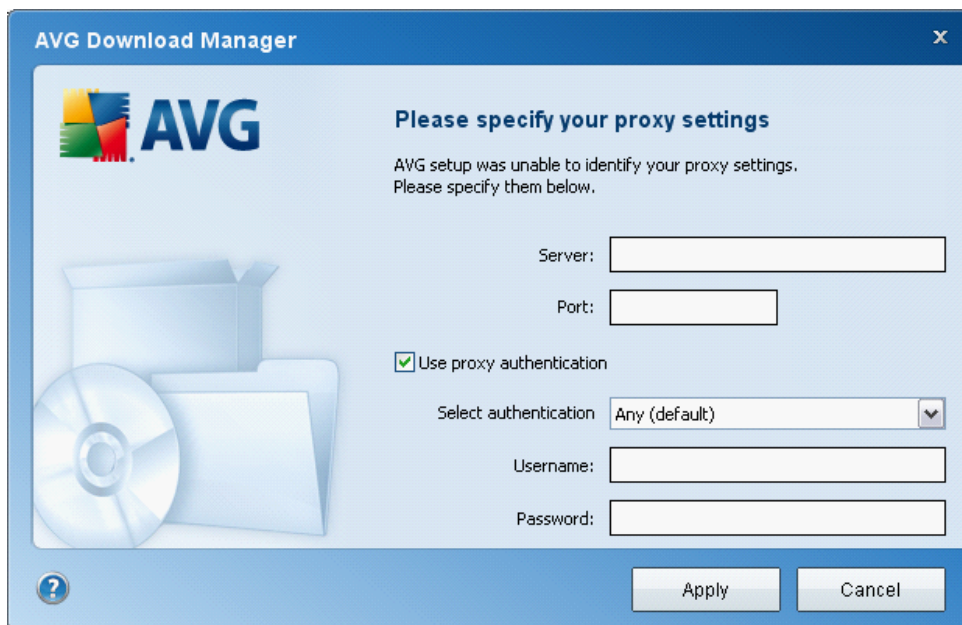 AVG Download Manager
x
AVG
Please specify your proxy settings
AVG setup was unable to identify your proxy settings.
Please specify them below.
Server:
Port:
Use proxy authentication
Select authentication
Any (default)
Username:
Password:
?
Apply
Cancel